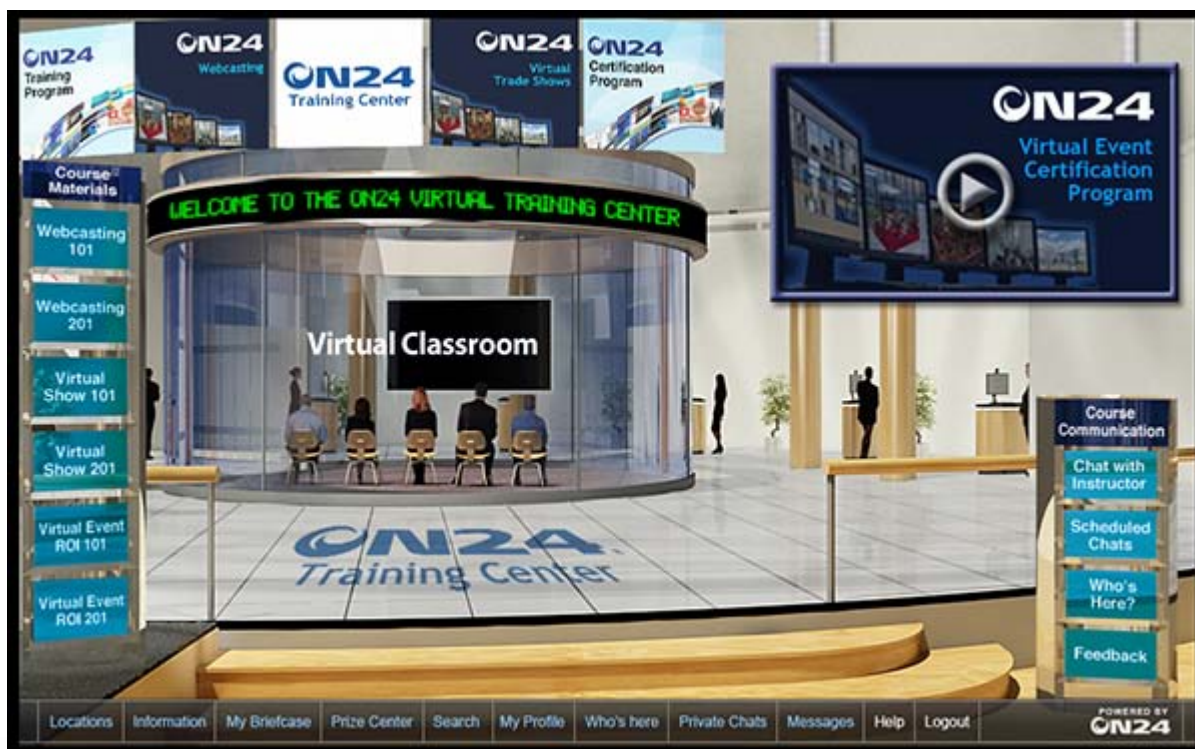 ON24
Training
Program
ON24
Webcasting
ON24
Training Center
ON24
Virtual
Trade Shows
ON24
Certification
Program
ON24
Virtual Event
Certification
Program
WELCOME TO THE ON24 VIRTUAL TRAINING CENTER
Course
Materials
Webcasting
101
Webcasting
201
Virtual
Show 101
Virtual
Show 201
Virtual Event
ROI 101
Virtual Event
ROI 201
Virtual Classroom
ON24
Training Center
Course
Communication
Chat with
Instructor
Scheduled
Chats
Who's
Here?
Feedback
Locations Information My Briefcase Prize Center Search My Profile Who's here Private Chats Messages Help Logout
POWERED BY
ON24